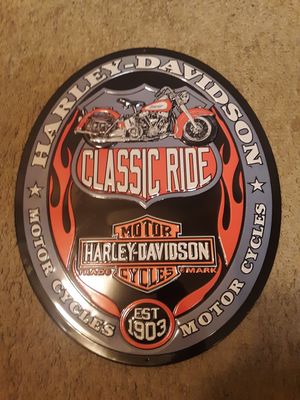 HARLEY-DAVIDSON
CLASSIC RIDE
MOTOR
HARLEY-DAVIDSON
TRADE CYCLES MARK
EST
1903
MOTOR CYCLES
MOTOR CYCLES